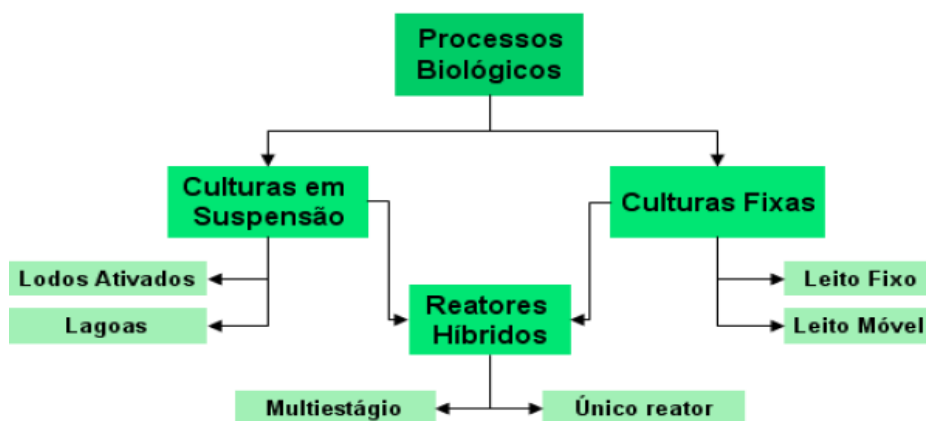 Processos
Biológicos
Culturas em
Suspensão
Culturas Fixas
Lodos Ativados
Leito Fixo
Reatores
Híbridos
Lagoas
Leito Móvel
Multiestágio
Único reator